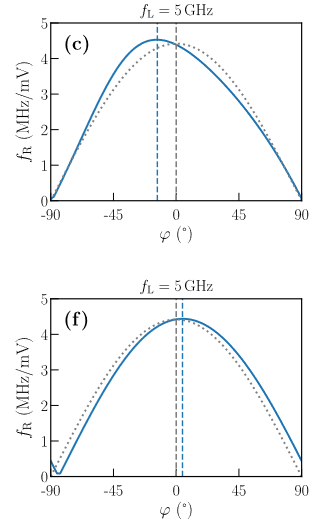 f_L = 5 GHz
(c)
f_R (MHz/mV)
5
4
3
2
1
0
-90 -45 0 45 90
φ (°)
f_L = 5 GHz
(f)
f_R (MHz/mV)
5
4
3
2
1
0
-90 -45 0 45 90
φ (°)